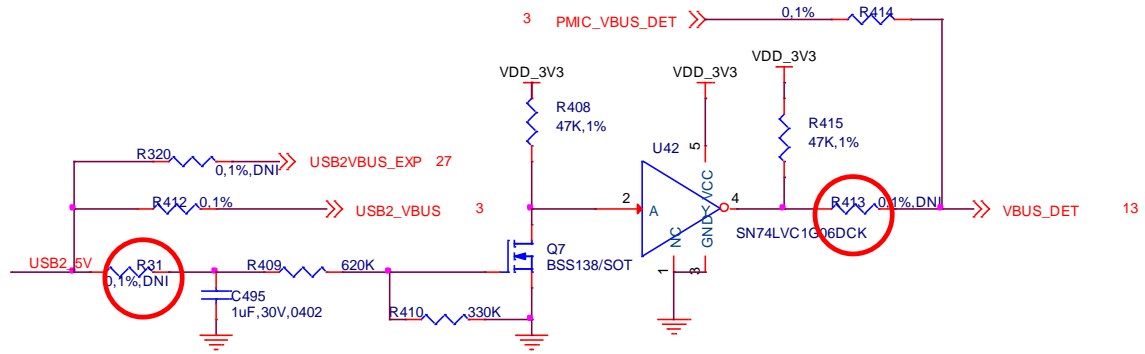 3 PMIC_VBUS_DET
0,1%
R414
VDD_3V3
VDD_3V3
VDD_3V3
R408
47K,1%
R415
47K,1%
U42
5
VCC
R320
0,1%,DNI
USB2VBUS_EXP 27
R412 0,1%
USB2_VBUS 3
2
A
Y
4
R413 0,1%,DNI
VBUS_DET 13
SN74LVC1G06DCK
NC
GND
1
3
USB2_5V
R31
0,1%,DNI
R409 620K
Q7
BSS138/SOT
C495
1uF,30V,0402
R410 330K